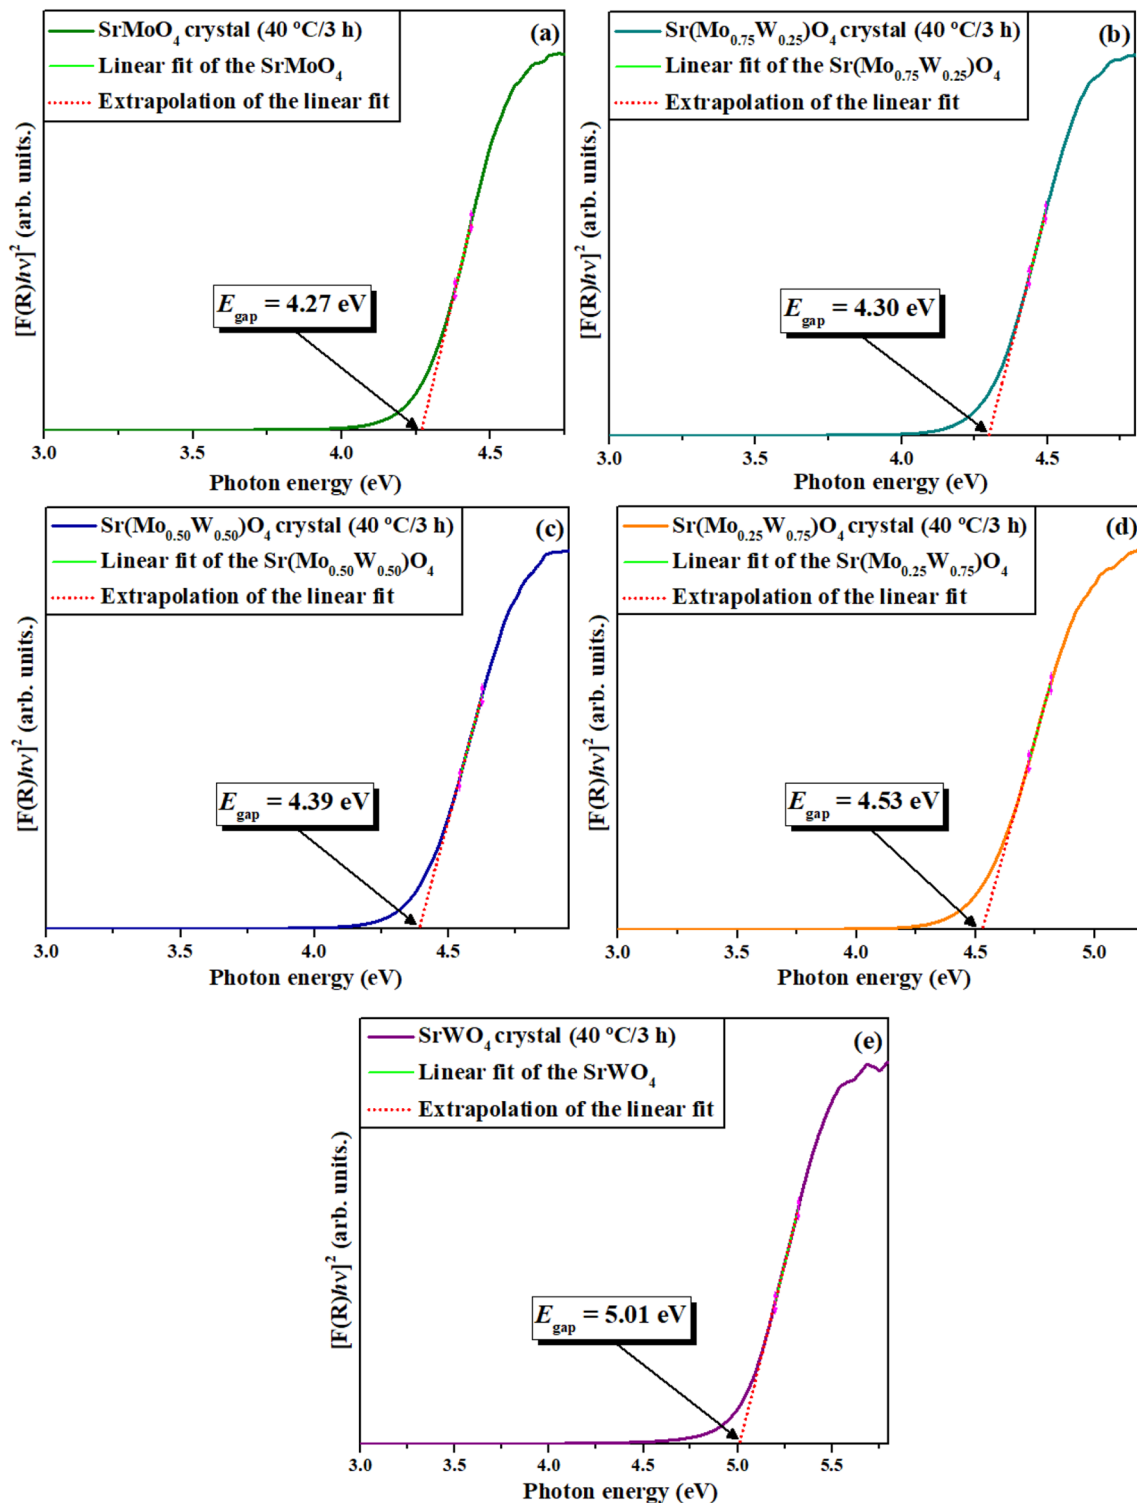 SrMoO₄ crystal (40 ºC/3 h)
Linear fit of the SrMoO₄
Extrapolation of the linear fit
(a)
[F(R)hν]² (arb. units.)
E_gap = 4.27 eV
3.0 3.5 4.0 4.5
Photon energy (eV)
Sr(Mo₀.₇₅W₀.₂₅)O₄ crystal (40 ºC/3 h)
Linear fit of the Sr(Mo₀.₇₅W₀.₂₅)O₄
Extrapolation of the linear fit
(b)
[F(R)hν]² (arb. units.)
E_gap = 4.30 eV
3.0 3.5 4.0 4.5
Photon energy (eV)
Sr(Mo₀.₅₀W₀.₅₀)O₄ crystal (40 ºC/3 h)
Linear fit of the Sr(Mo₀.₅₀W₀.₅₀)O₄
Extrapolation of the linear fit
(c)
[F(R)hν]² (arb. units.)
E_gap = 4.39 eV
3.0 3.5 4.0 4.5
Photon energy (eV)
Sr(Mo₀.₂₅W₀.₇₅)O₄ crystal (40 ºC/3 h)
Linear fit of the Sr(Mo₀.₂₅W₀.₇₅)O₄
Extrapolation of the linear fit
(d)
[F(R)hν]² (arb. units.)
E_gap = 4.53 eV
3.0 3.5 4.0 4.5 5.0
Photon energy (eV)
SrWO₄ crystal (40 ºC/3 h)
Linear fit of the SrWO₄
Extrapolation of the linear fit
(e)
[F(R)hν]² (arb. units.)
E_gap = 5.01 eV
3.0 3.5 4.0 4.5 5.0 5.5
Photon energy (eV)